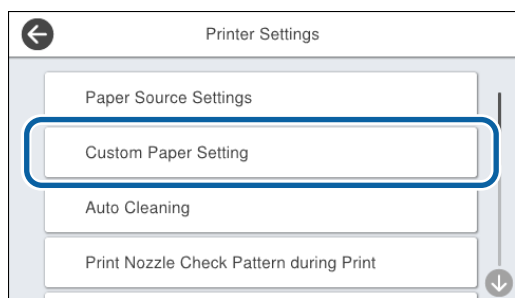 Printer Settings
Paper Source Settings
Custom Paper Setting
Auto Cleaning
Print Nozzle Check Pattern during Print